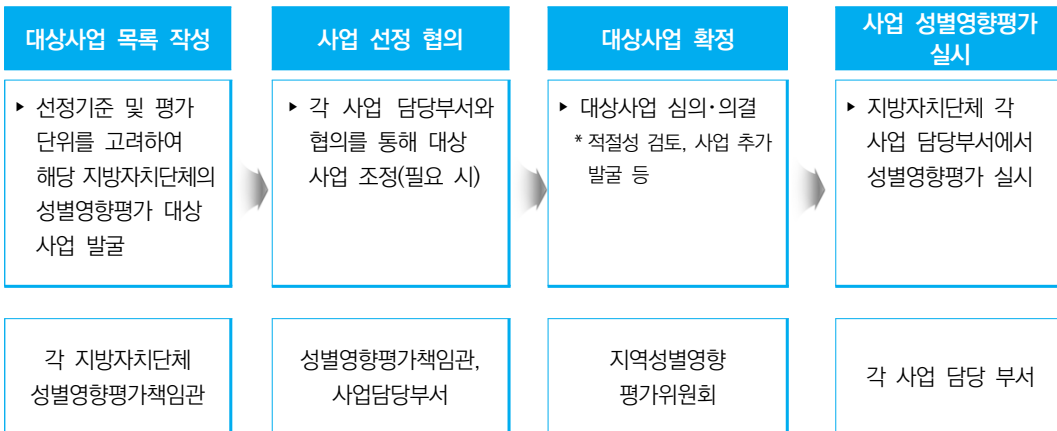 대상사업 목록 작성
▸ 선정기준 및 평가
단위를 고려하여
해당 지방자치단체의
성별영향평가 대상
사업 발굴
각 지방자치단체
성별영향평가책임관
사업 선정 협의
▸ 각 사업 담당부서와
협의를 통해 대상
사업 조정(필요 시)
성별영향평가책임관,
사업담당부서
대상사업 확정
▸ 대상사업 심의·의결
* 적절성 검토, 사업 추가
발굴 등
지역성별영향
평가위원회
사업 성별영향평가
실시
▸ 지방자치단체 각
사업 담당부서에서
성별영향평가 실시
각 사업 담당 부서